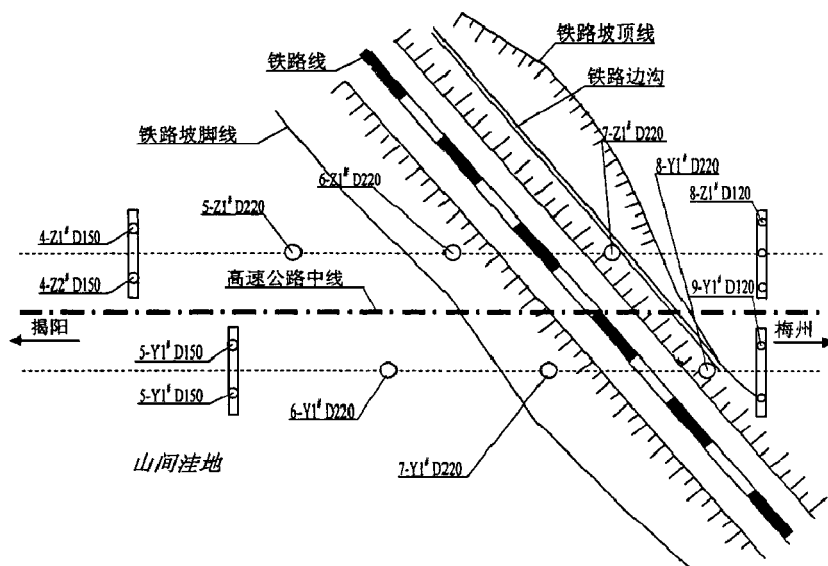 铁路坡顶线
铁路线
铁路边沟
铁路坡脚线
7-Z1# D220
8-Y1# D220
6-Z1# D220
8-Z1# D120
5-Z1# D220
4-Z1# D150
4-Z2# D150
高速公路中线
9-Y1# D120
揭阳
梅州
5-Y1# D150
5-Y1# D150
6-Y1# D220
山间洼地
7-Y1# D220